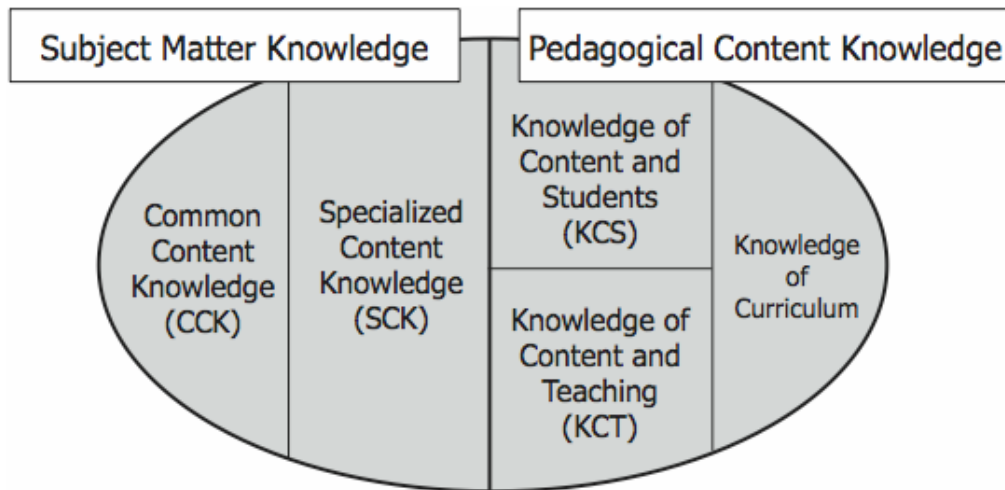 Subject Matter Knowledge
Pedagogical Content Knowledge
Common
Content
Knowledge
(CCK)
Specialized
Content
Knowledge
(SCK)
Knowledge of
Content and
Students
(KCS)
Knowledge of
Content and
Teaching
(KCT)
Knowledge
of
Curriculum